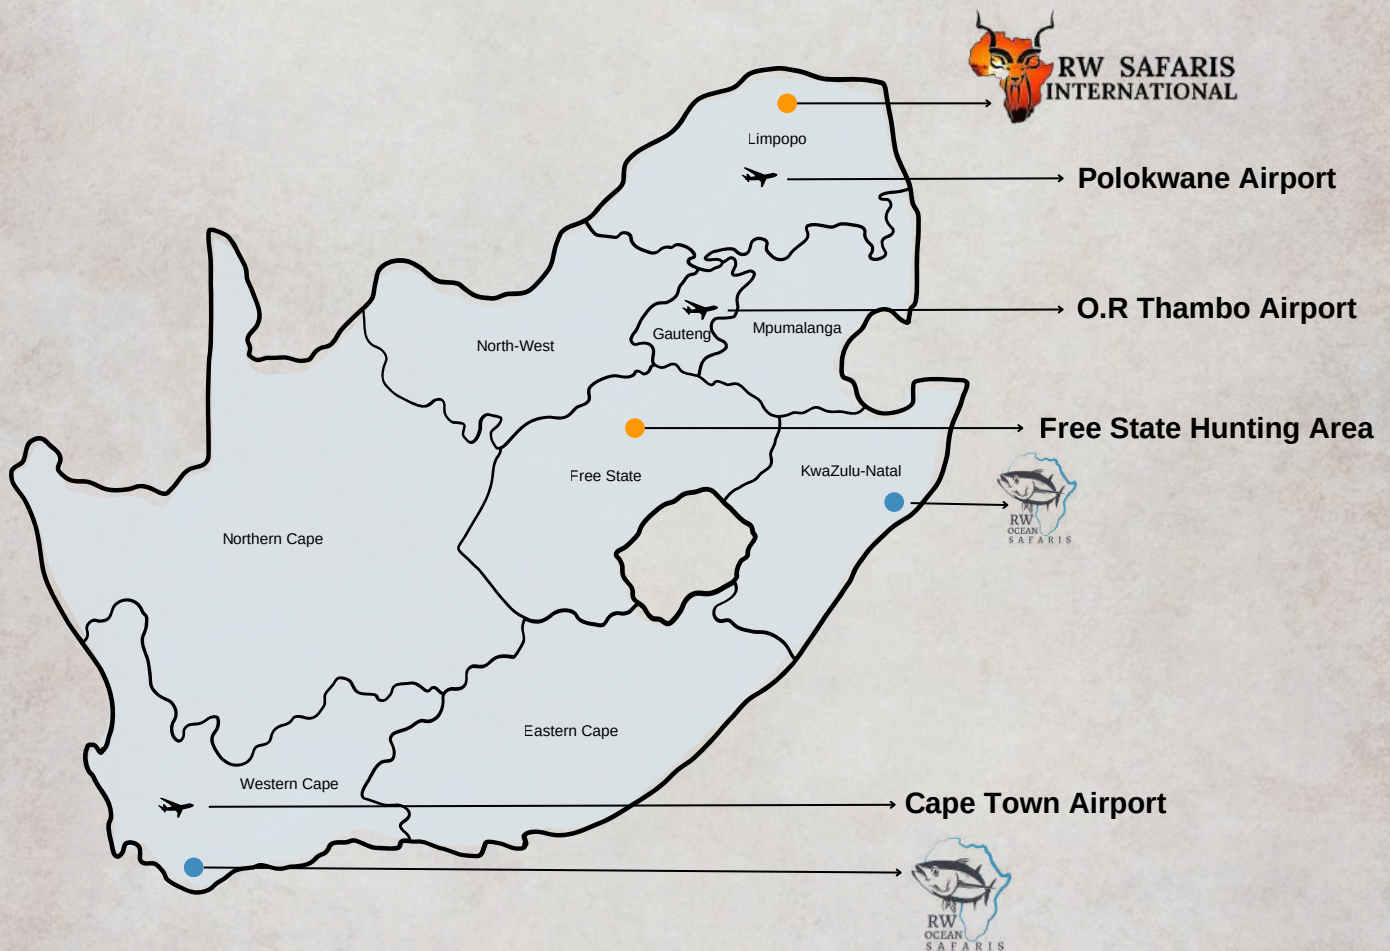 RW SAFARIS
INTERNATIONAL
Limpopo
Polokwane Airport
O.R Thambo Airport
Gauteng
Mpumalanga
North-West
Free State Hunting Area
KwaZulu-Natal
Free State
RW
OCEAN
SAFARIS
Northern Cape
Eastern Cape
Western Cape
Cape Town Airport
RW
OCEAN
SAFARIS